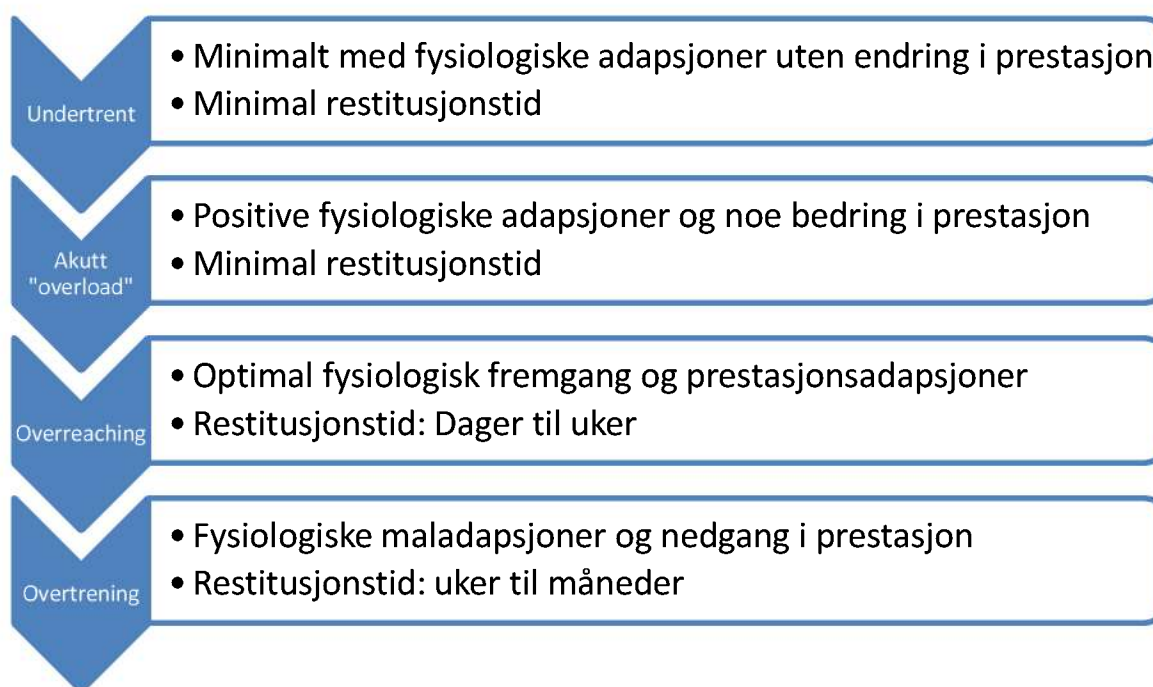 Undertrent
• Minimalt med fysiologiske adapsjoner uten endring i prestasjon
• Minimal restitusjonstid
Akutt
"overload"
• Positive fysiologiske adapsjoner og noe bedring i prestasjon
• Minimal restitusjonstid
Overreaching
• Optimal fysiologisk fremgang og prestasjonsadapsjoner
• Restitusjonstid: Dager til uker
Overtrening
• Fysiologiske maladapsjoner og nedgang i prestasjon
• Restitusjonstid: uker til måneder